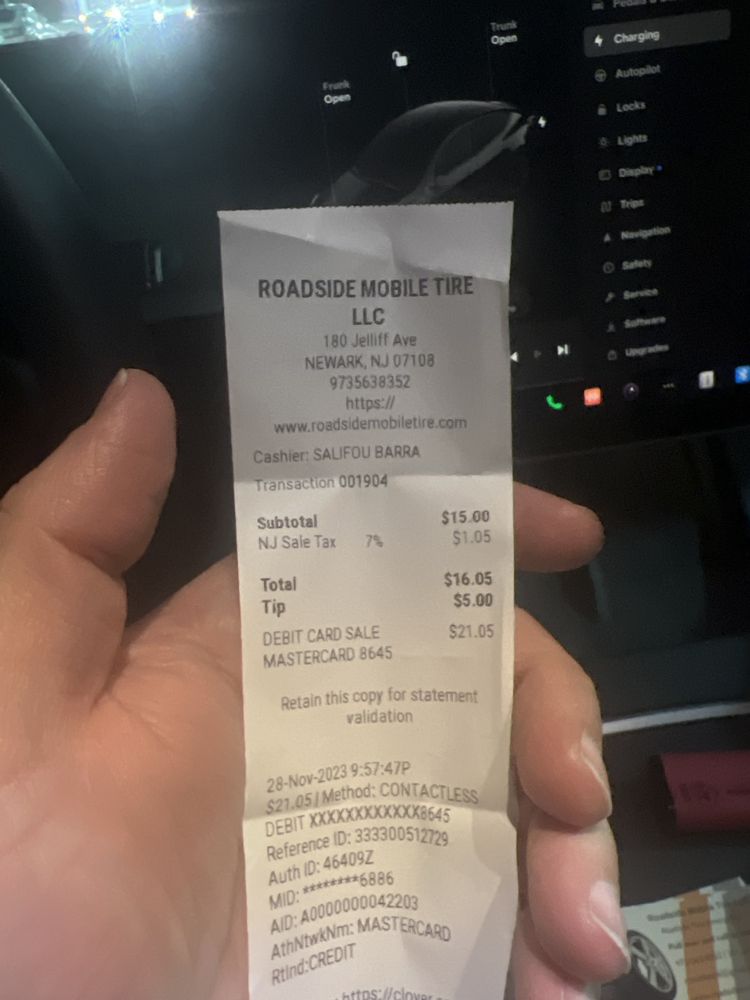 Trunk
Open
Frunk
Open
Charging
Autopilot
Locks
Lights
Display
Trips
Navigation
Safety
Service
Software
Upgrades
ROADSIDE MOBILE TIRE
LLC
180 Jelliff Ave
NEWARK, NJ 07108
9735638352
https://
www.roadsidemobiletire.com
Cashier: SALIFOU BARRA
Transaction 001904
Subtotal $15.00
NJ Sale Tax 7% $1.05
Total $16.05
Tip $5.00
DEBIT CARD SALE $21.05
MASTERCARD 8645
Retain this copy for statement
validation
28-Nov-2023 9:57:47P
$21.05 | Method: CONTACTLESS
DEBIT XXXXXXXXXXXX8645
Reference ID: 333300512729
Auth ID: 46409Z
MID: ********6886
AID: A0000000042203
AthNtwkNm: MASTERCARD
RtInd:CREDIT
Roadside Mobile Tire